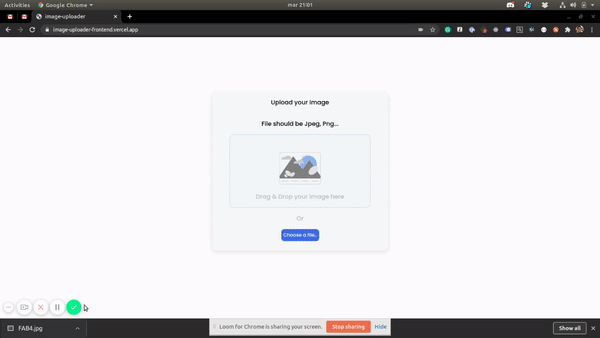 Activities Google Chrome mar 21:01
image-uploader
image-uploader-frontend.vercel.app
Upload your image
File should be Jpeg, Png...
Drag & Drop your image here
Or
Choose a file...
FAB4.jpg
Loom for Chrome is sharing your screen. Stop sharing Hide
Show all